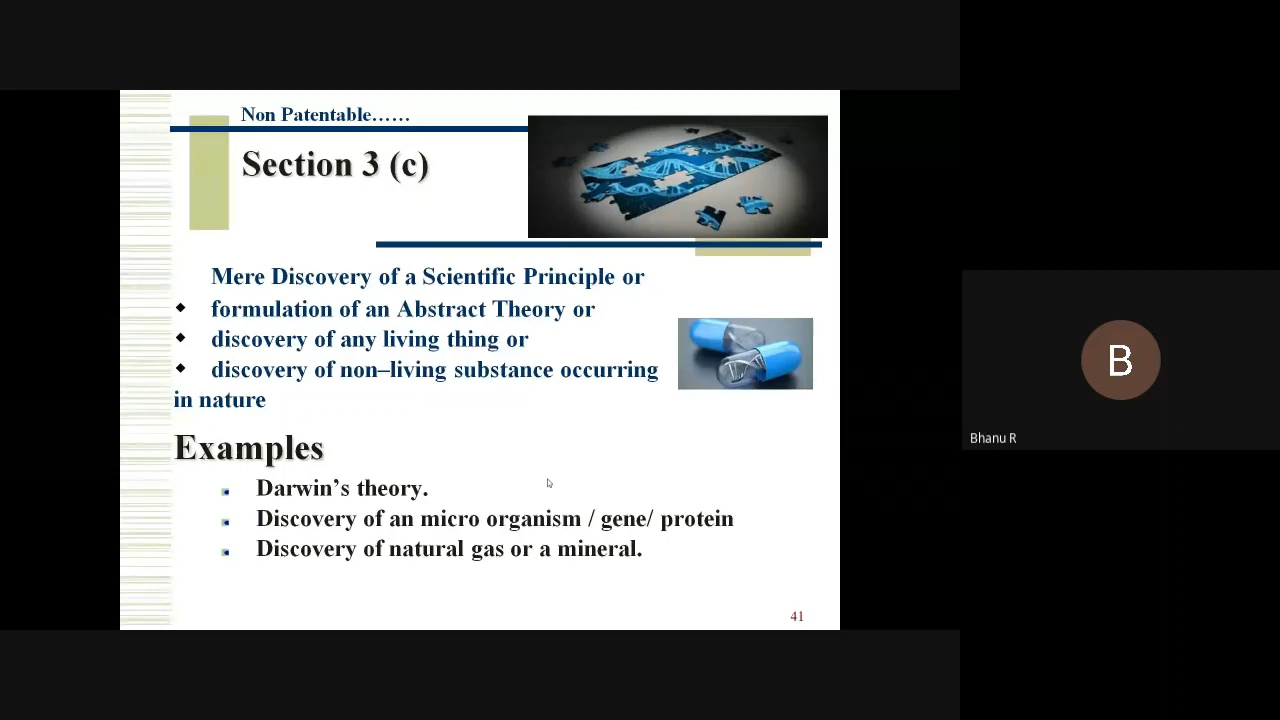 Non Patentable……
Section 3 (c)
Mere Discovery of a Scientific Principle or
formulation of an Abstract Theory or
discovery of any living thing or
discovery of non–living substance occurring
in nature
Examples
Darwin’s theory.
Discovery of an micro organism / gene/ protein
Discovery of natural gas or a mineral.
41
B
Bhanu R